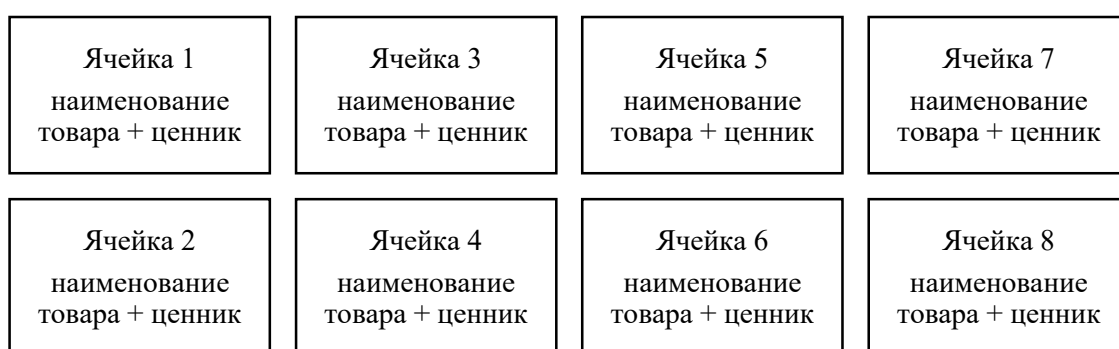 Ячейка 1
наименование
товара + ценник
Ячейка 3
наименование
товара + ценник
Ячейка 5
наименование
товара + ценник
Ячейка 7
наименование
товара + ценник
Ячейка 2
наименование
товара + ценник
Ячейка 4
наименование
товара + ценник
Ячейка 6
наименование
товара + ценник
Ячейка 8
наименование
товара + ценник